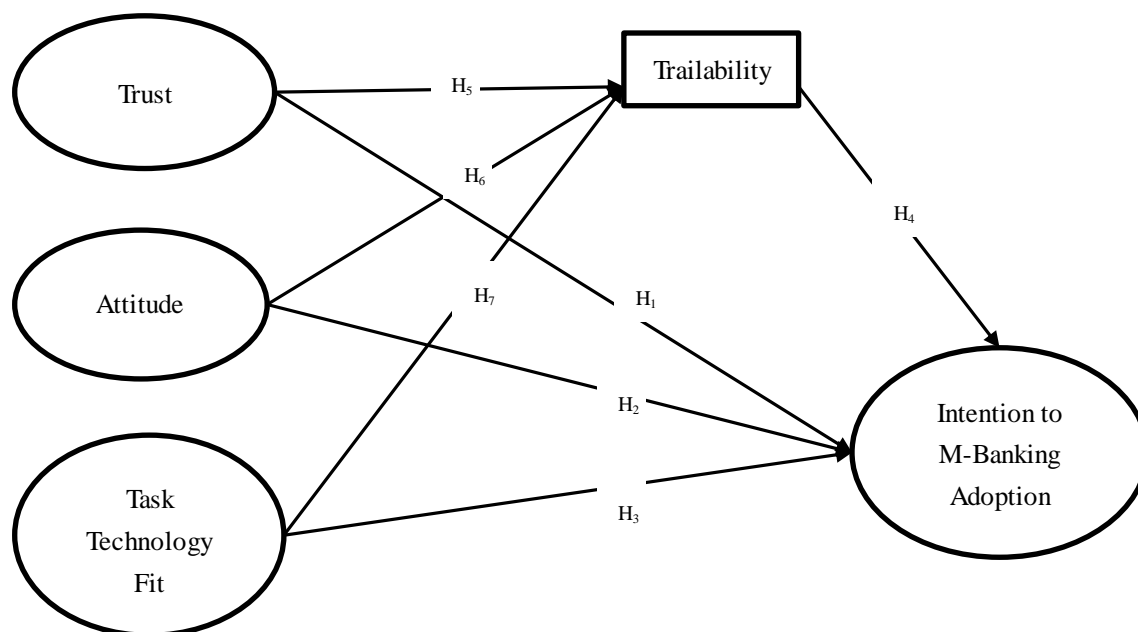 Trust
H₅
Trailability
H₆
H₄
Attitude
H₇
H₁
H₂
Intention to
M-Banking
Adoption
Task
Technology
Fit
H₃